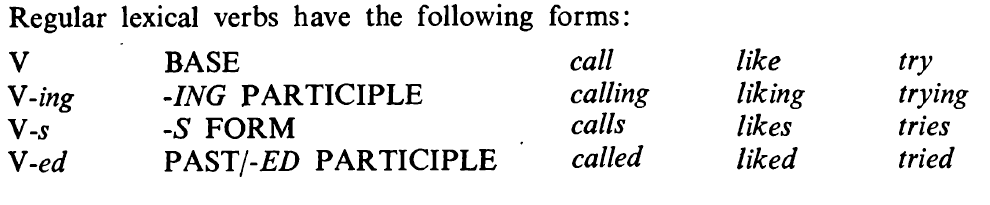 Regular lexical verbs have the following forms:
V BASE call like try
V-ing -ING PARTICIPLE calling liking trying
V-s -S FORM calls likes tries
V-ed PAST/-ED PARTICIPLE called liked tried